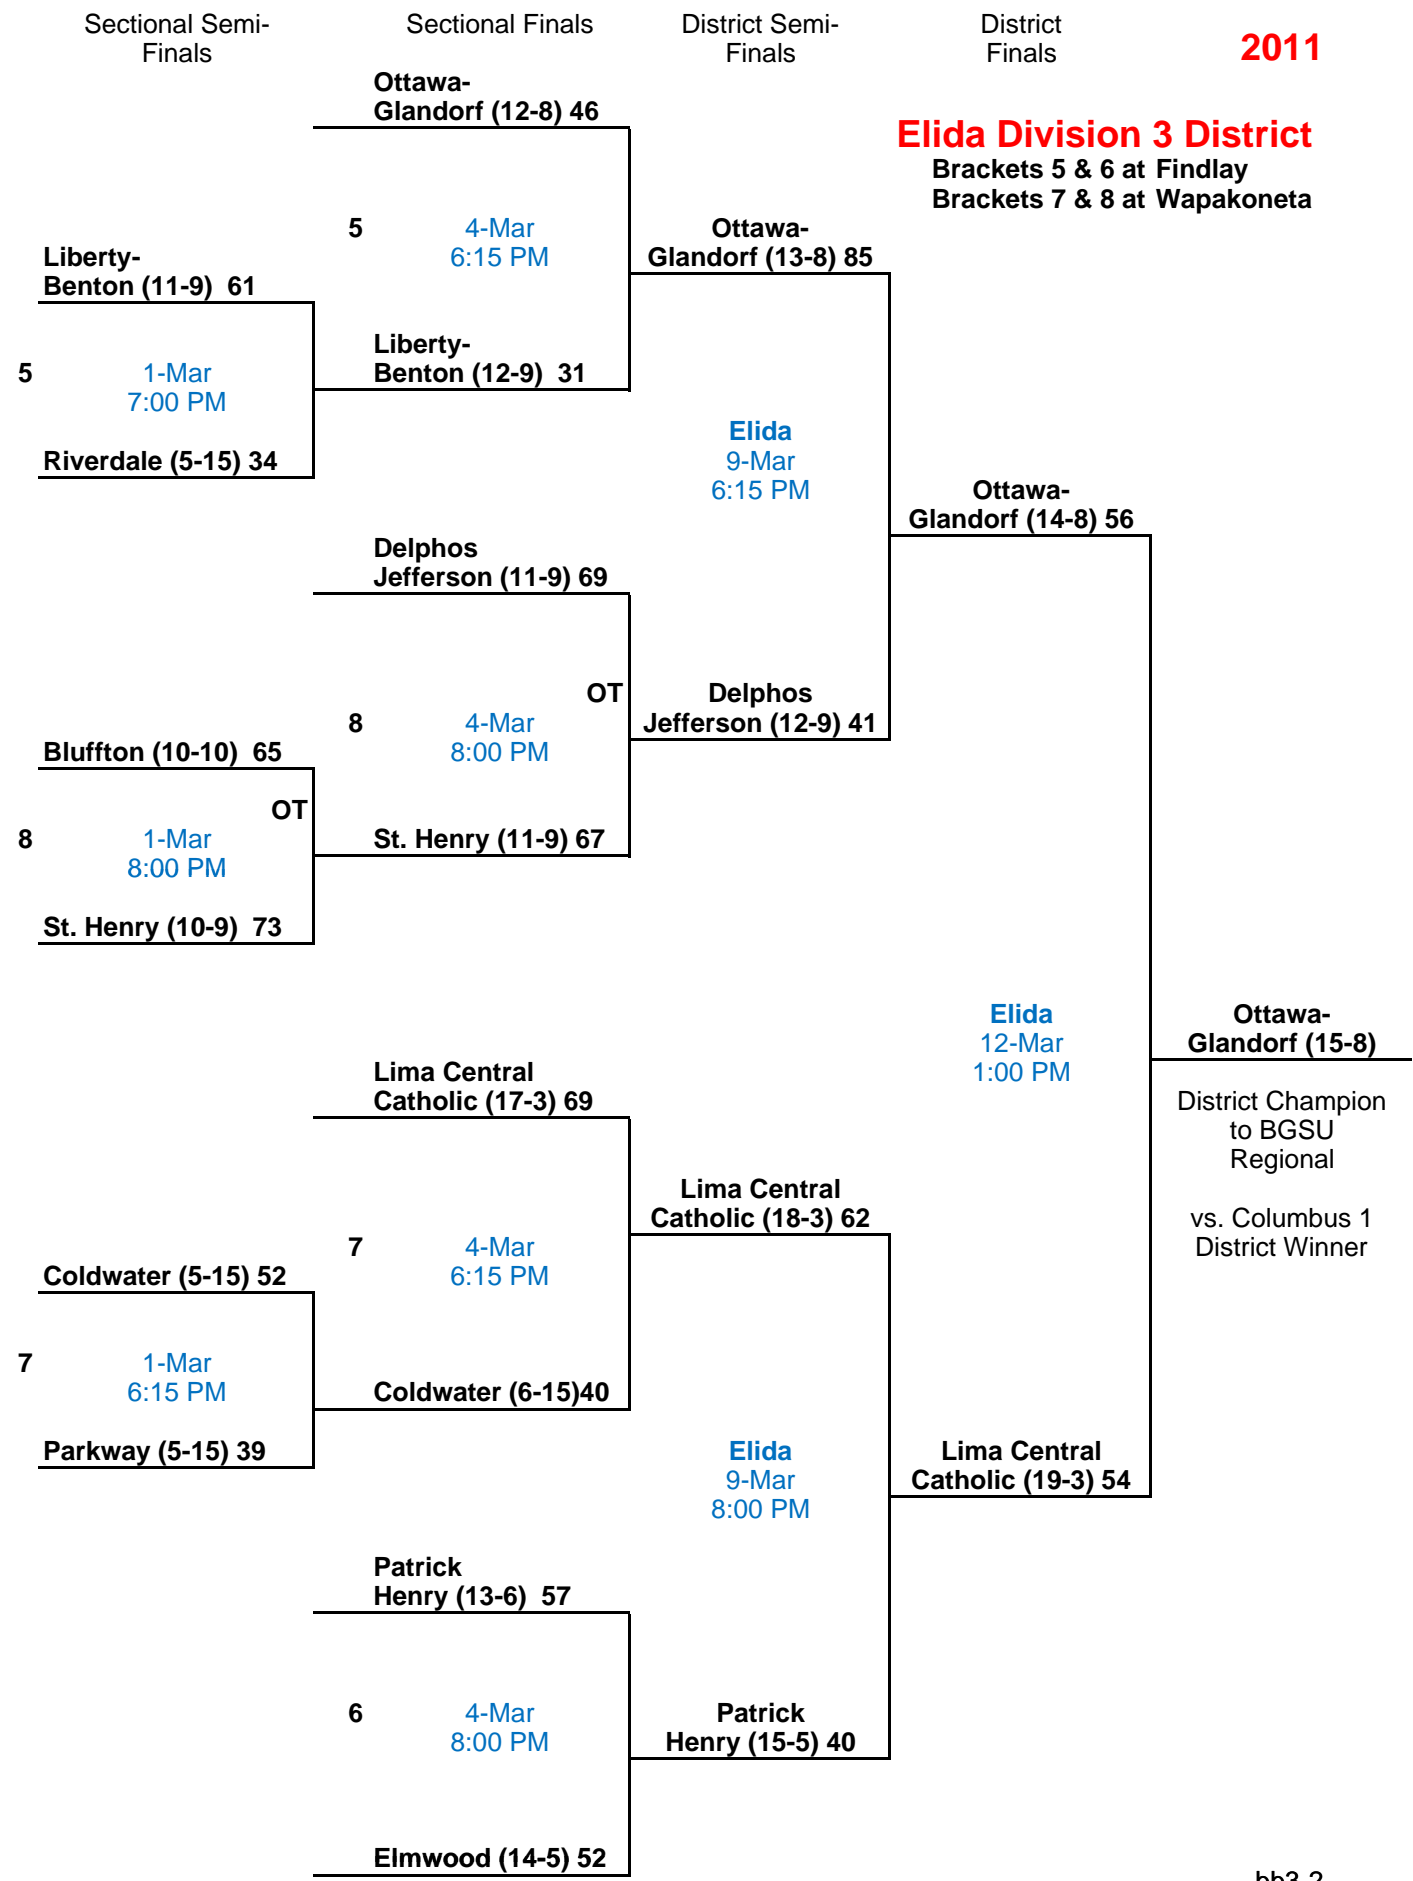 Sectional Semi-
Finals
Sectional Finals
District Semi-
Finals
District
Finals
2011
Elida Division 3 District
Brackets 5 & 6 at Findlay
Brackets 7 & 8 at Wapakoneta
Ottawa-
Glandorf (12-8) 46
5
4-Mar
6:15 PM
Ottawa-
Glandorf (13-8) 85
Liberty-
Benton (11-9) 61
Liberty-
Benton (12-9) 31
5
1-Mar
7:00 PM
Riverdale (5-15) 34
Elida
9-Mar
6:15 PM
Ottawa-
Glandorf (14-8) 56
Delphos
Jefferson (11-9) 69
OT
8
4-Mar
8:00 PM
Delphos
Jefferson (12-9) 41
Bluffton (10-10) 65
OT
8
1-Mar
8:00 PM
St. Henry (11-9) 67
St. Henry (10-9) 73
Elida
12-Mar
1:00 PM
Ottawa-
Glandorf (15-8)
District Champion
to BGSU
Regional
vs. Columbus 1
District Winner
Lima Central
Catholic (17-3) 69
Lima Central
Catholic (18-3) 62
7
4-Mar
6:15 PM
Coldwater (5-15) 52
7
1-Mar
6:15 PM
Coldwater (6-15)40
Parkway (5-15) 39
Elida
9-Mar
8:00 PM
Lima Central
Catholic (19-3) 54
Patrick
Henry (13-6) 57
6
4-Mar
8:00 PM
Patrick
Henry (15-5) 40
Elmwood (14-5) 52